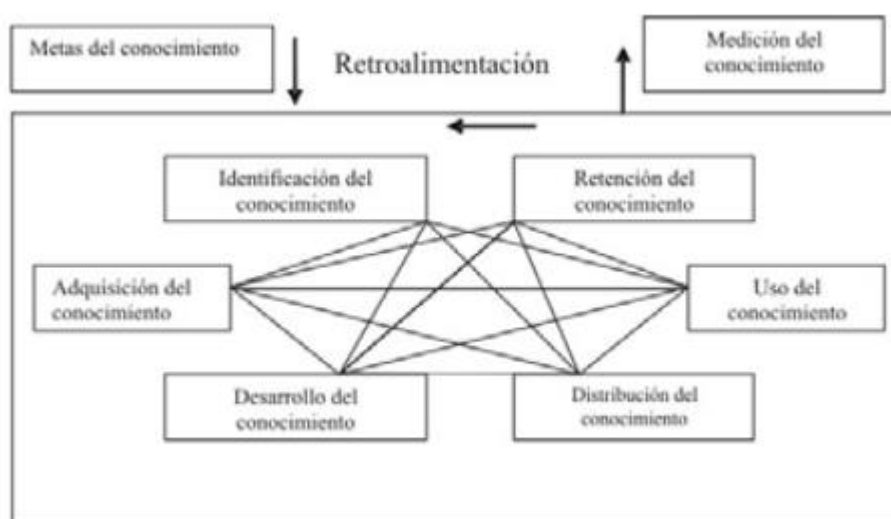 Metas del conocimiento
Retroalimentación
Medición del
conocimiento
Identificación del
conocimiento
Retención del
conocimiento
Adquisición del
conocimiento
Uso del
conocimiento
Desarrollo del
conocimiento
Distribución del
conocimiento